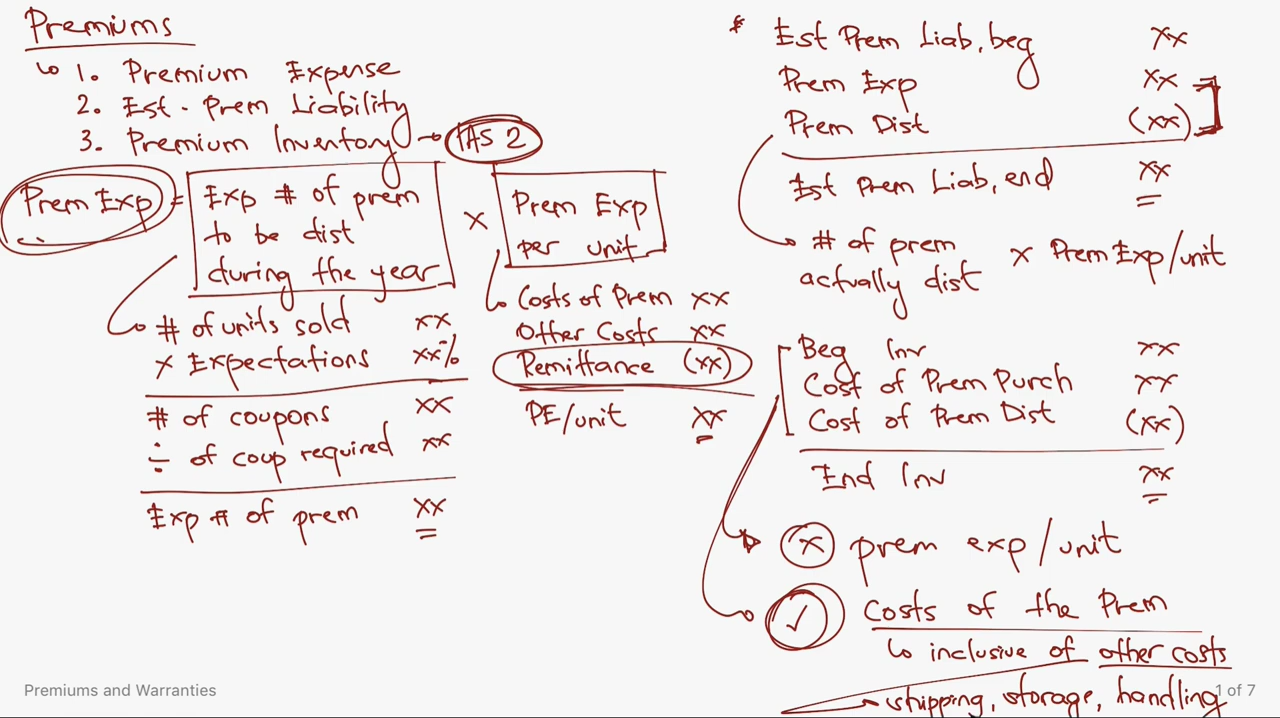 Premiums
↳ 1. Premium Expense
2. Est. Prem Liability
3. Premium Inventory → IAS 2
Prem Exp = Exp # of prem to be dist during the year × Prem Exp per unit
# of units sold xx
x Expectations xx%
# of coupons xx
÷ of coup required xx
Exp # of prem xx
Costs of Prem xx
Other Costs xx
Remittance (xx)
PE/unit xx
* Est Prem Liab, beg xx
Prem Exp xx
Prem Dist (xx)
Est Prem Liab, end xx
# of prem actually dist x Prem Exp/unit
Beg Inv xx
Cost of Prem Purch xx
Cost of Prem Dist (xx)
End Inv xx
(x) prem exp/unit
✓ Costs of the Prem
↳ inclusive of other costs
→ shipping, storage, handling
Premiums and Warranties
1 of 7